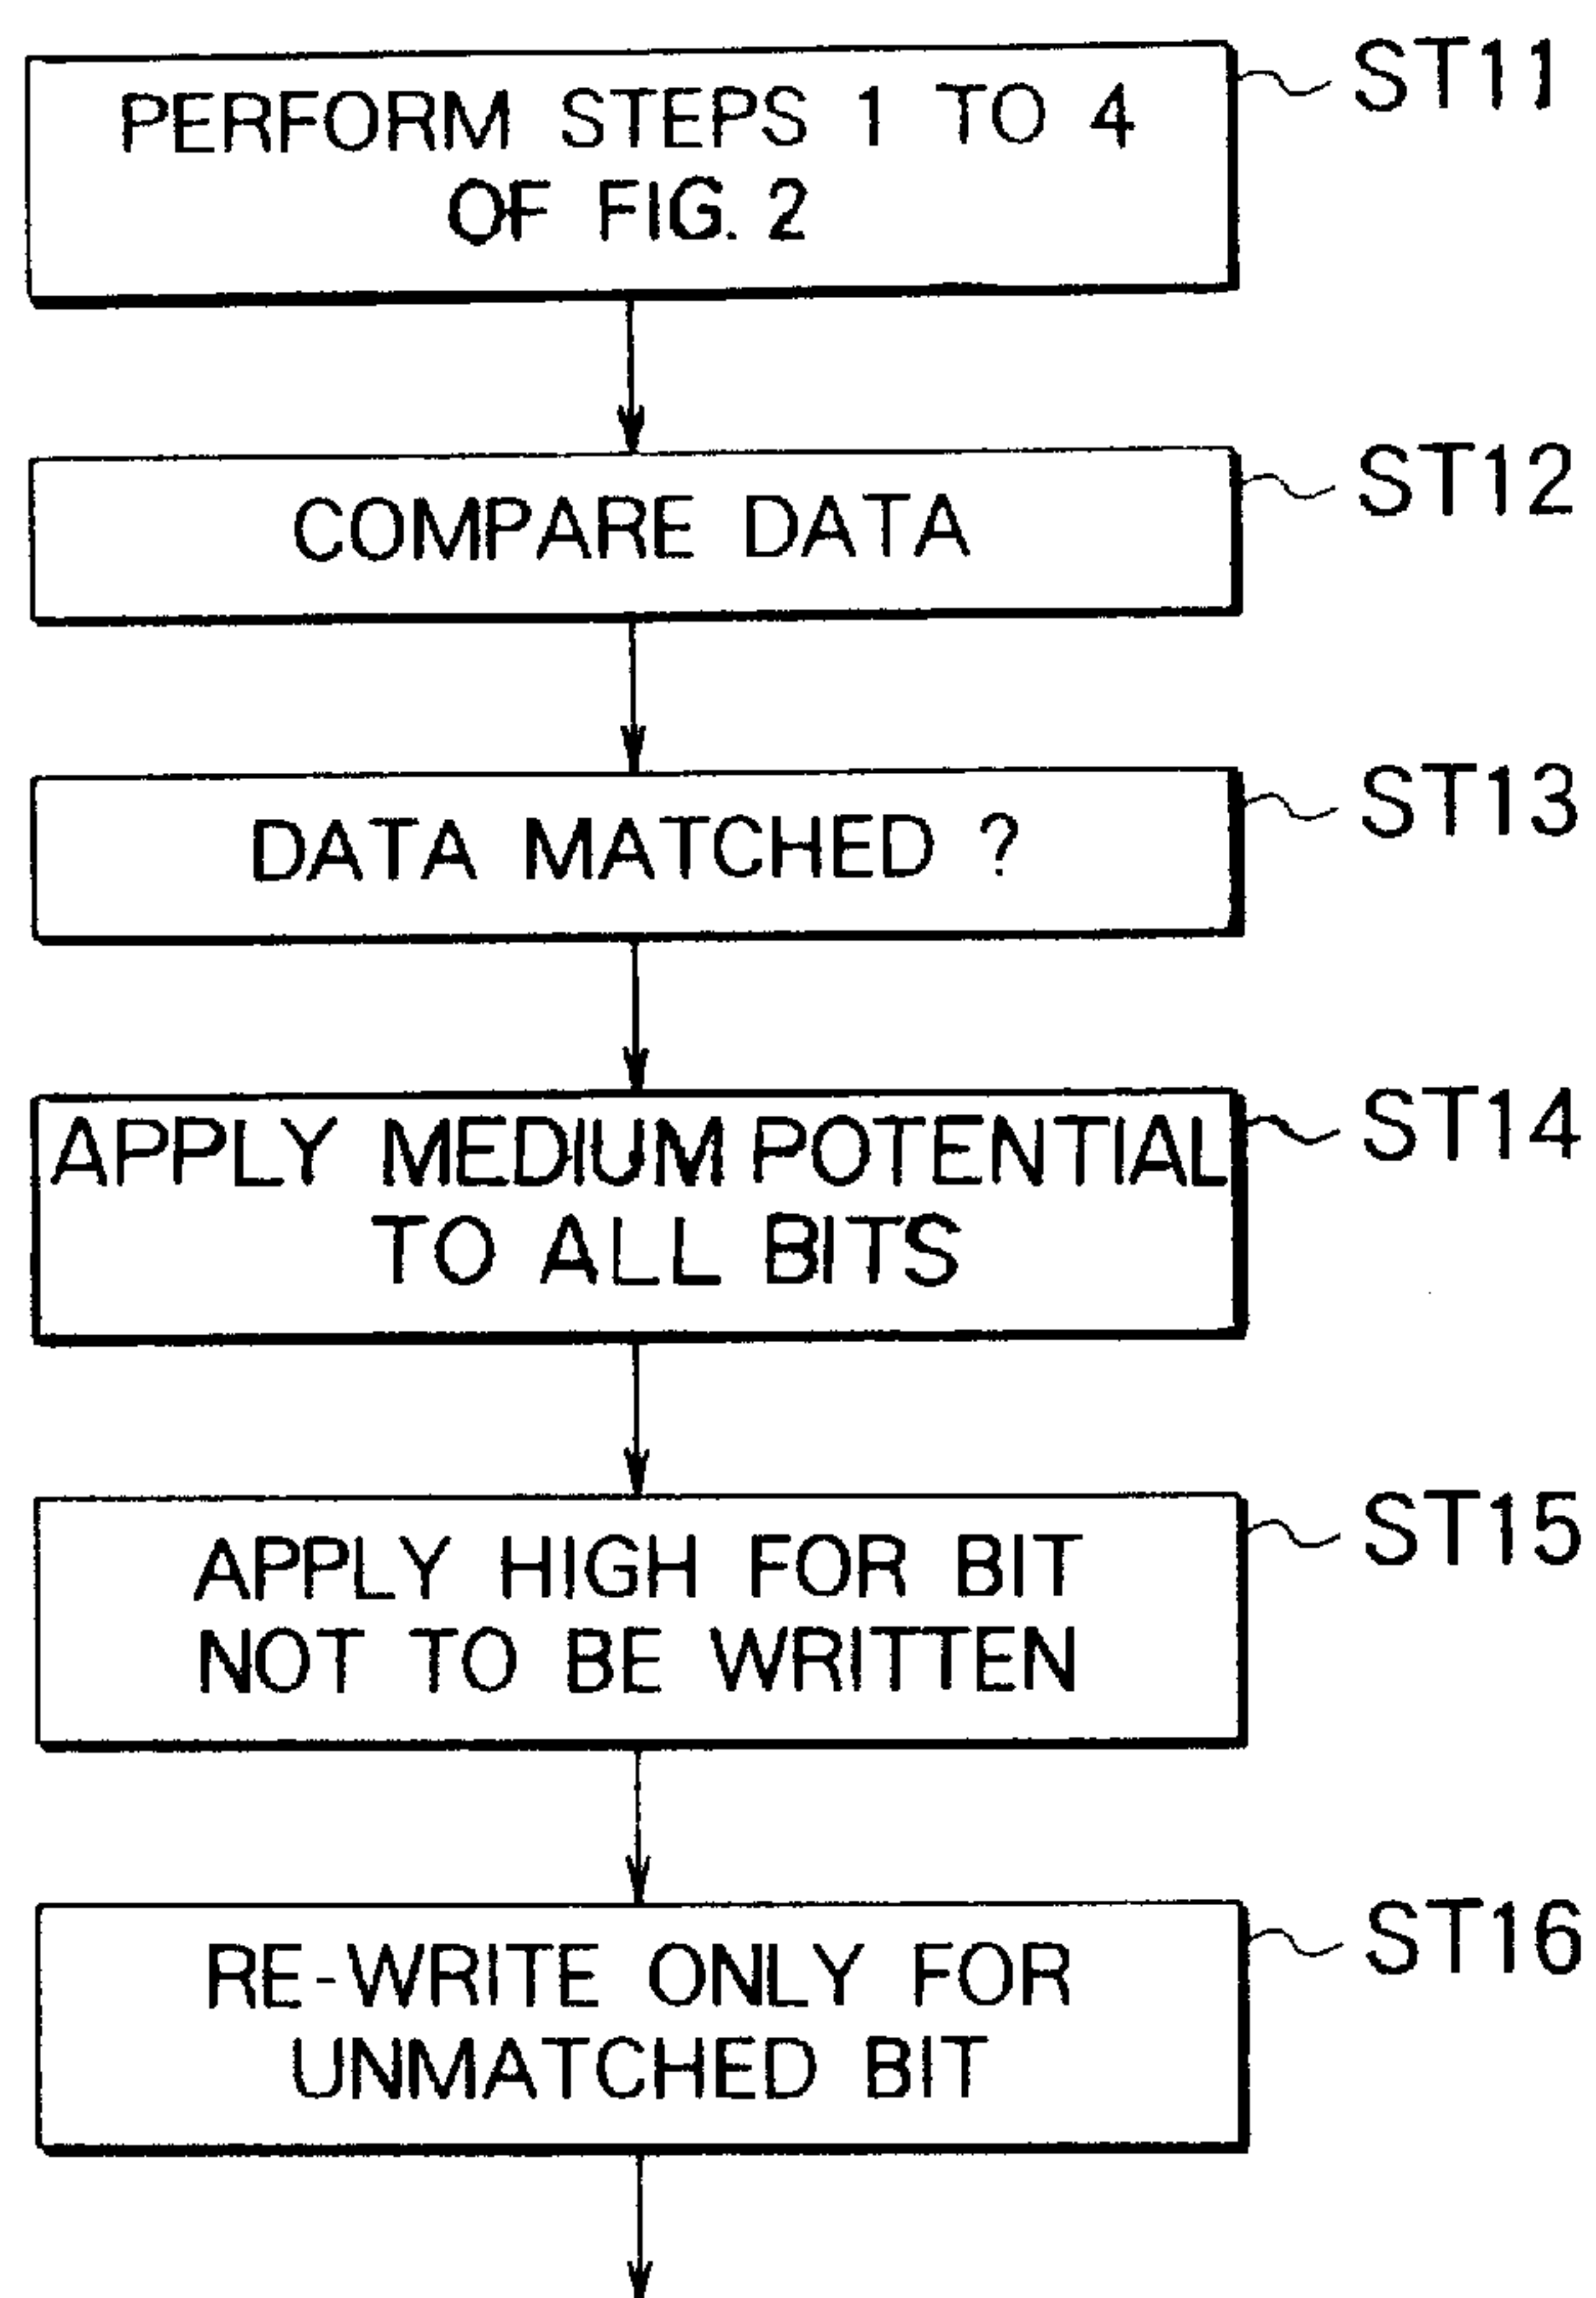 PERFORM STEPS 1 TO 4
OF FIG. 2
ST11
COMPARE DATA
ST12
DATA MATCHED ?
ST13
APPLY MEDIUM POTENTIAL
TO ALL BITS
ST14
APPLY HIGH FOR BIT
NOT TO BE WRITTEN
ST15
RE-WRITE ONLY FOR
UNMATCHED BIT
ST16